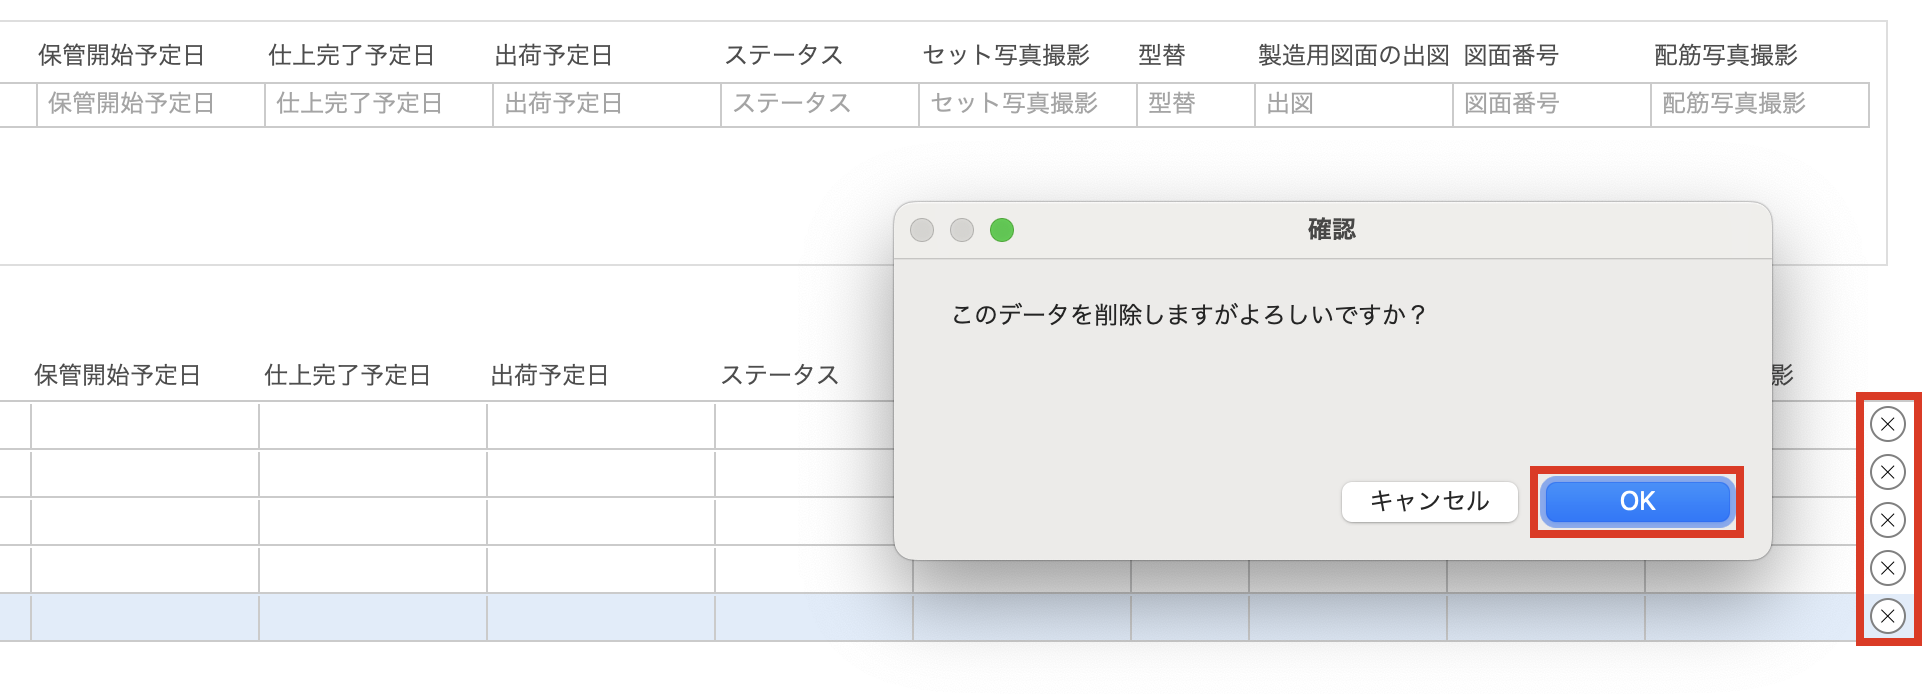 保管開始予定日 仕上完了予定日 出荷予定日 ステータス セット写真撮影 型替 製造用図面の出図 図面番号 配筋写真撮影
保管開始予定日 仕上完了予定日 出荷予定日 ステータス セット写真撮影 型替 出図 図面番号 配筋写真撮影
確認
このデータを削除しますがよろしいですか？
保管開始予定日 仕上完了予定日 出荷予定日 ステータス 影
キャンセル OK